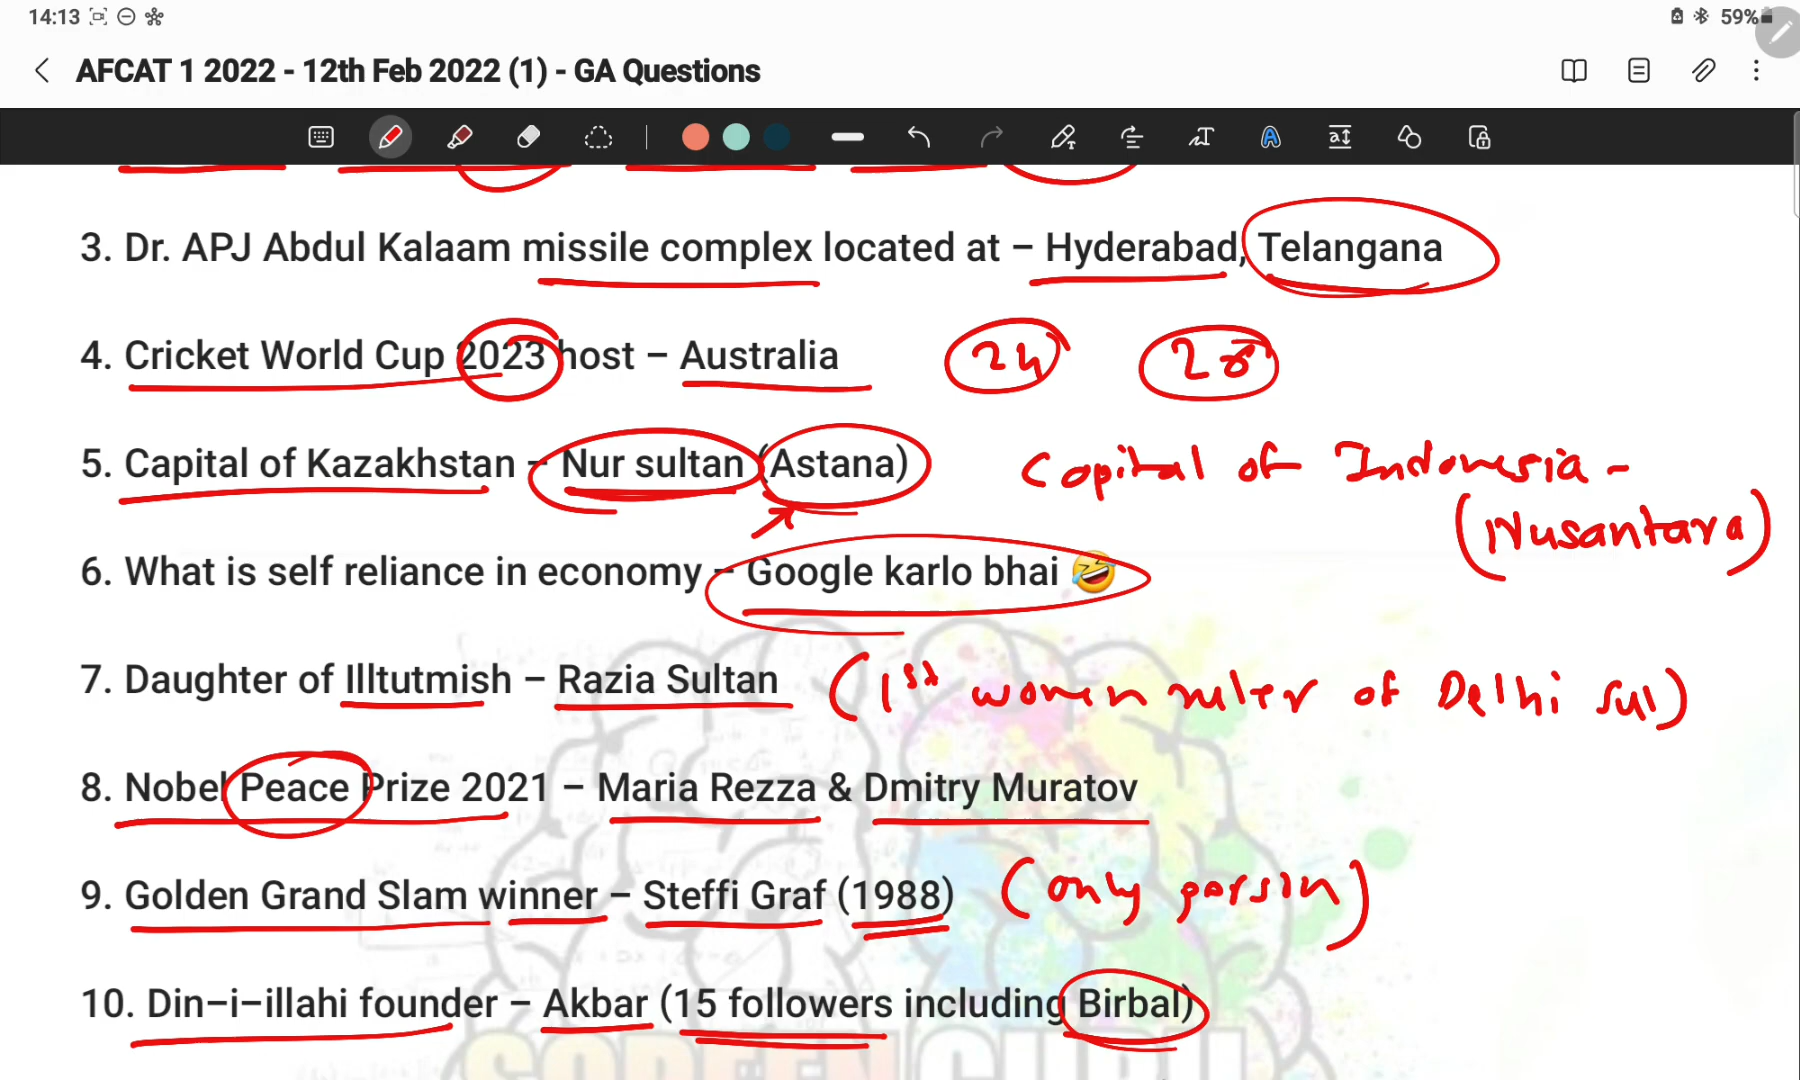 14:13 59%
AFCAT 1 2022 - 12th Feb 2022 (1) - GA Questions
3. Dr. APJ Abdul Kalaam missile complex located at – Hyderabad, Telangana
4. Cricket World Cup 2023 host – Australia 24 28
5. Capital of Kazakhstan – Nur sultan (Astana) Capital of Indonesia -
(Nusantara)
6. What is self reliance in economy – Google karlo bhai 🤣
7. Daughter of Illtutmish – Razia Sultan (1st women ruler of Delhi Sul)
8. Nobel Peace Prize 2021 – Maria Rezza & Dmitry Muratov
9. Golden Grand Slam winner – Steffi Graf (1988) (only person)
10. Din–i–illahi founder – Akbar (15 followers including Birbal)